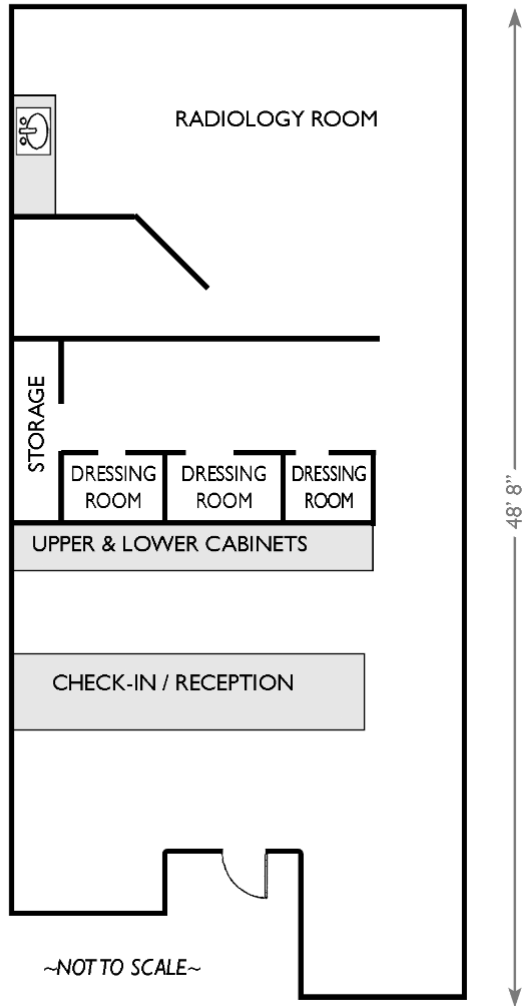 RADIOLOGY ROOM
STORAGE
DRESSING
ROOM
DRESSING
ROOM
DRESSING
ROOM
48' 8"
UPPER & LOWER CABINETS
CHECK-IN / RECEPTION
~NOT TO SCALE~